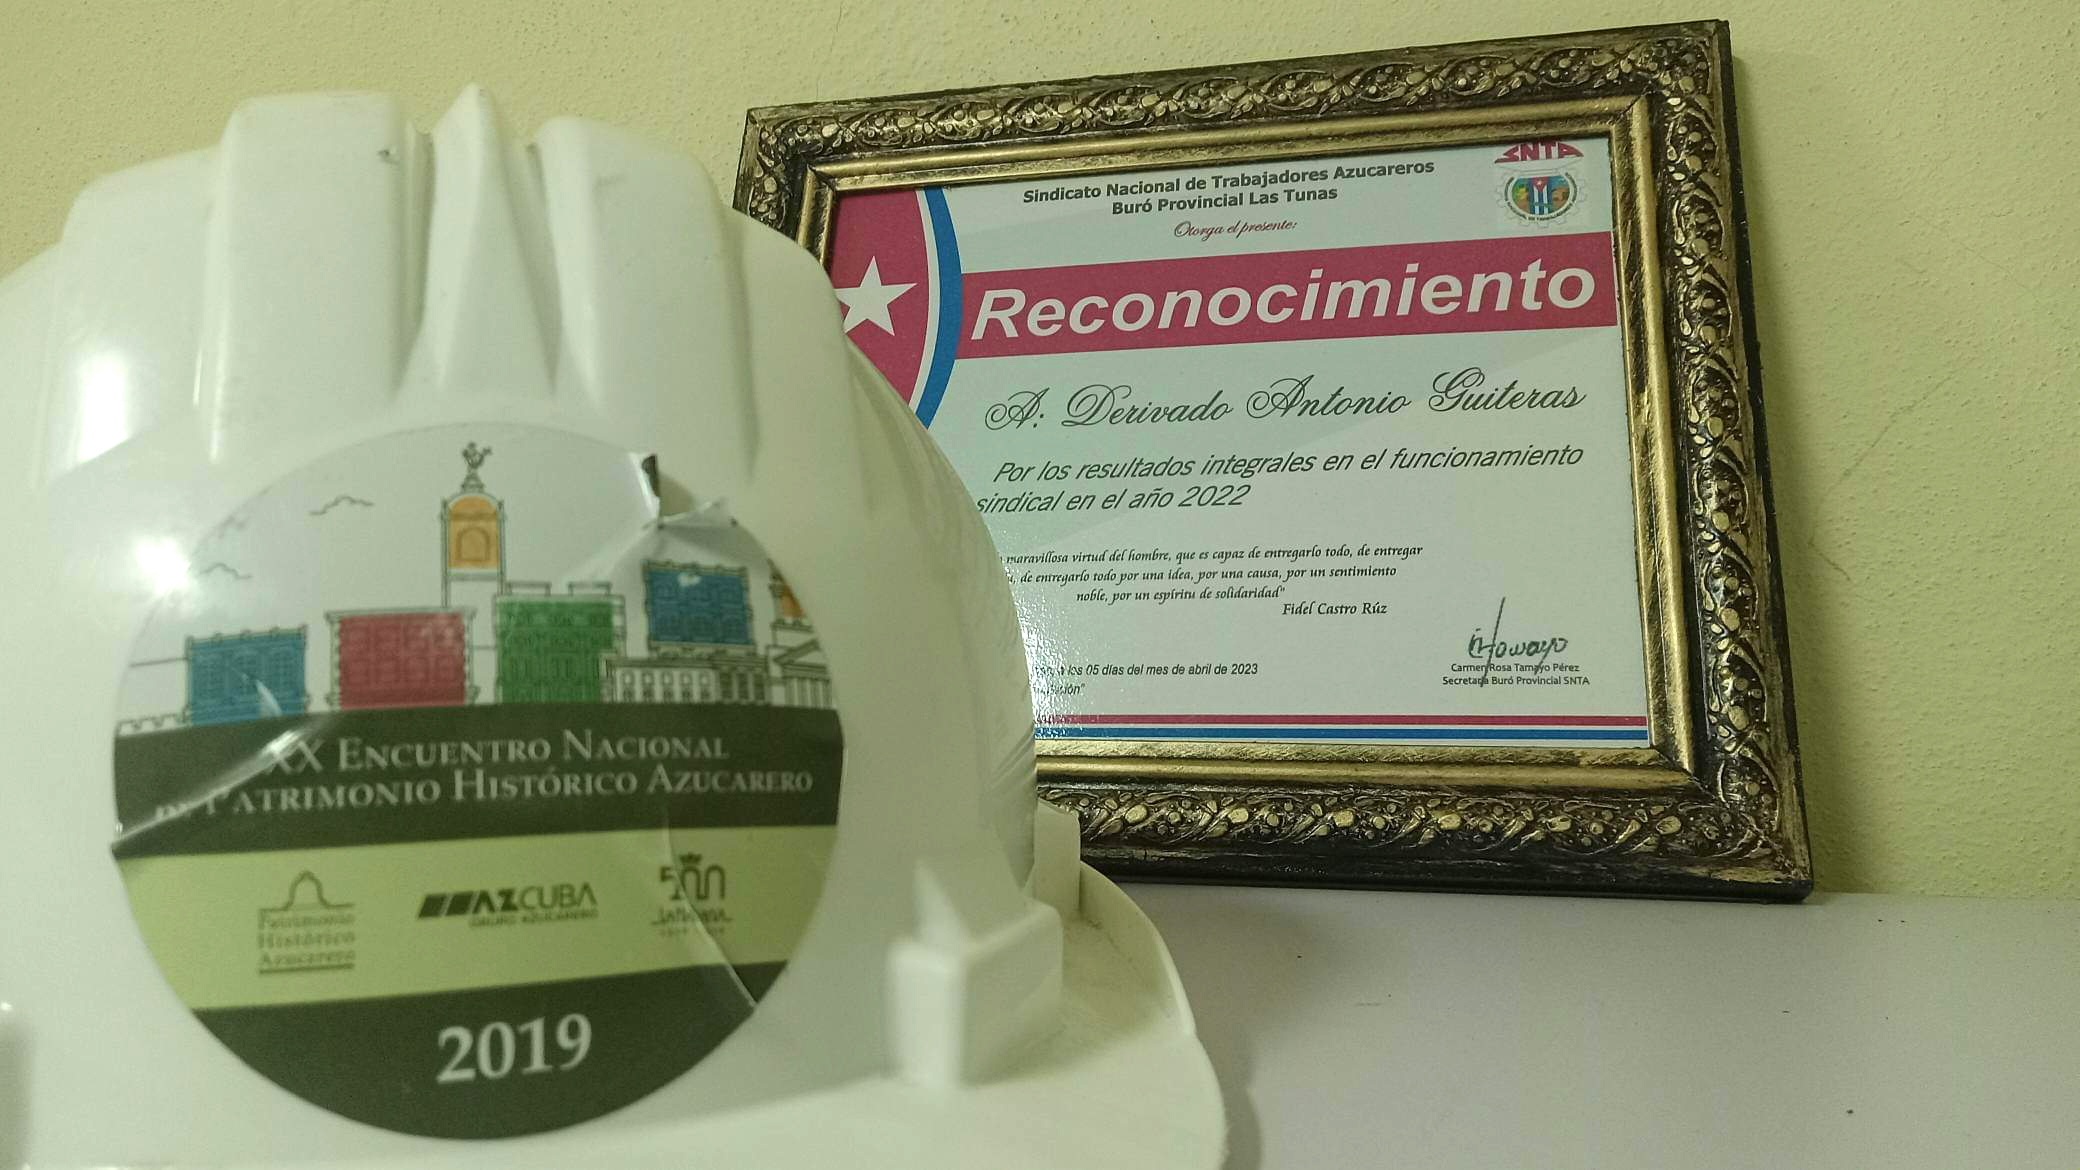 XX ENCUENTRO NACIONAL
DE PATRIMONIO HISTÓRICO AZUCARERO
Patrimonio
Histórico
Azucarero
AZCUBA
GRUPO AZUCARERO
500
LA HABANA
2019
SNTA
Sindicato Nacional de Trabajadores Azucareros
Buró Provincial Las Tunas
Otorga el presente:
Reconocimiento
A: Derivado Antonio Guiteras
Por los resultados integrales en el funcionamiento
sindical en el año 2022
maravillosa virtud del hombre, que es capaz de entregarlo todo, de entregar
de entregarlo todo por una idea, por una causa, por un sentimiento
noble, por un espíritu de solidaridad"
Fidel Castro Rúz
a los 05 días del mes de abril de 2023
Carmen Rosa Tamayo Pérez
Secretaria Buró Provincial SNTA